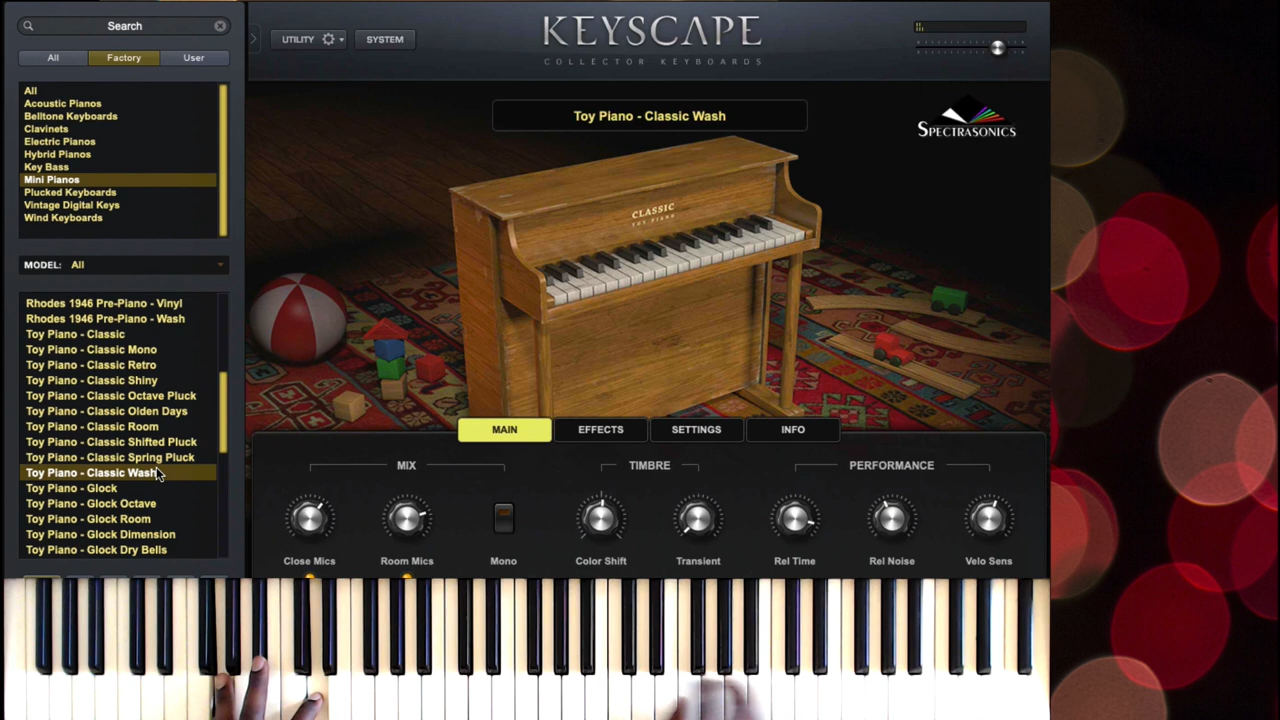 Search
All
Factory
User
All
Acoustic Pianos
Belltone Keyboards
Clavinets
Electric Pianos
Hybrid Pianos
Key Bass
Mini Pianos
Plucked Keyboards
Vintage Digital Keys
Wind Keyboards
MODEL: All
Rhodes 1946 Pre-Piano - Vinyl
Rhodes 1946 Pre-Piano - Wash
Toy Piano - Classic
Toy Piano - Classic Mono
Toy Piano - Classic Retro
Toy Piano - Classic Shiny
Toy Piano - Classic Octave Pluck
Toy Piano - Classic Olden Days
Toy Piano - Classic Room
Toy Piano - Classic Shifted Pluck
Toy Piano - Classic Spring Pluck
Toy Piano - Classic Wash
Toy Piano - Glock
Toy Piano - Glock Octave
Toy Piano - Glock Room
Toy Piano - Glock Dimension
Toy Piano - Glock Dry Bells
UTILITY
SYSTEM
KEYSCAPE
COLLECTOR KEYBOARDS
Toy Piano - Classic Wash
SPECTRASONICS
CLASSIC
TOY PIANO
MAIN
EFFECTS
SETTINGS
INFO
MIX
TIMBRE
PERFORMANCE
Close Mics
Room Mics
Mono
Color Shift
Transient
Rel Time
Rel Noise
Velo Sens